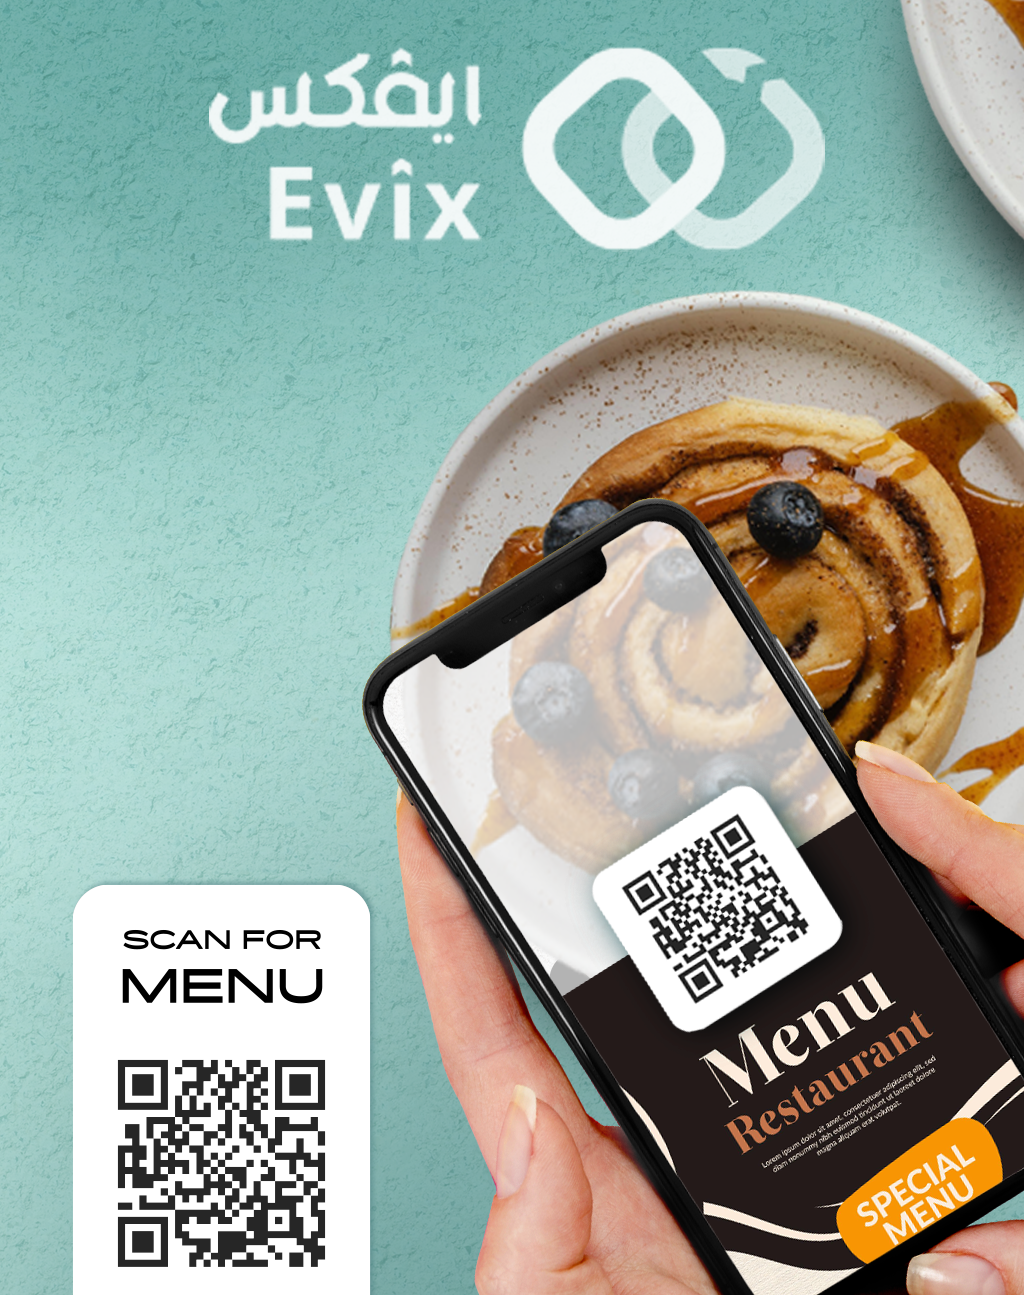 ايڤكس
Evîx
SCAN FOR
MENU
Menu
Restaurant
Lorem ipsum dolor sit amet, consectetuer adipiscing elit, sed
diam nonummy nibh euismod tincidunt ut laoreet dolore
magna aliquam erat volutpat.
SPECIAL
MENU